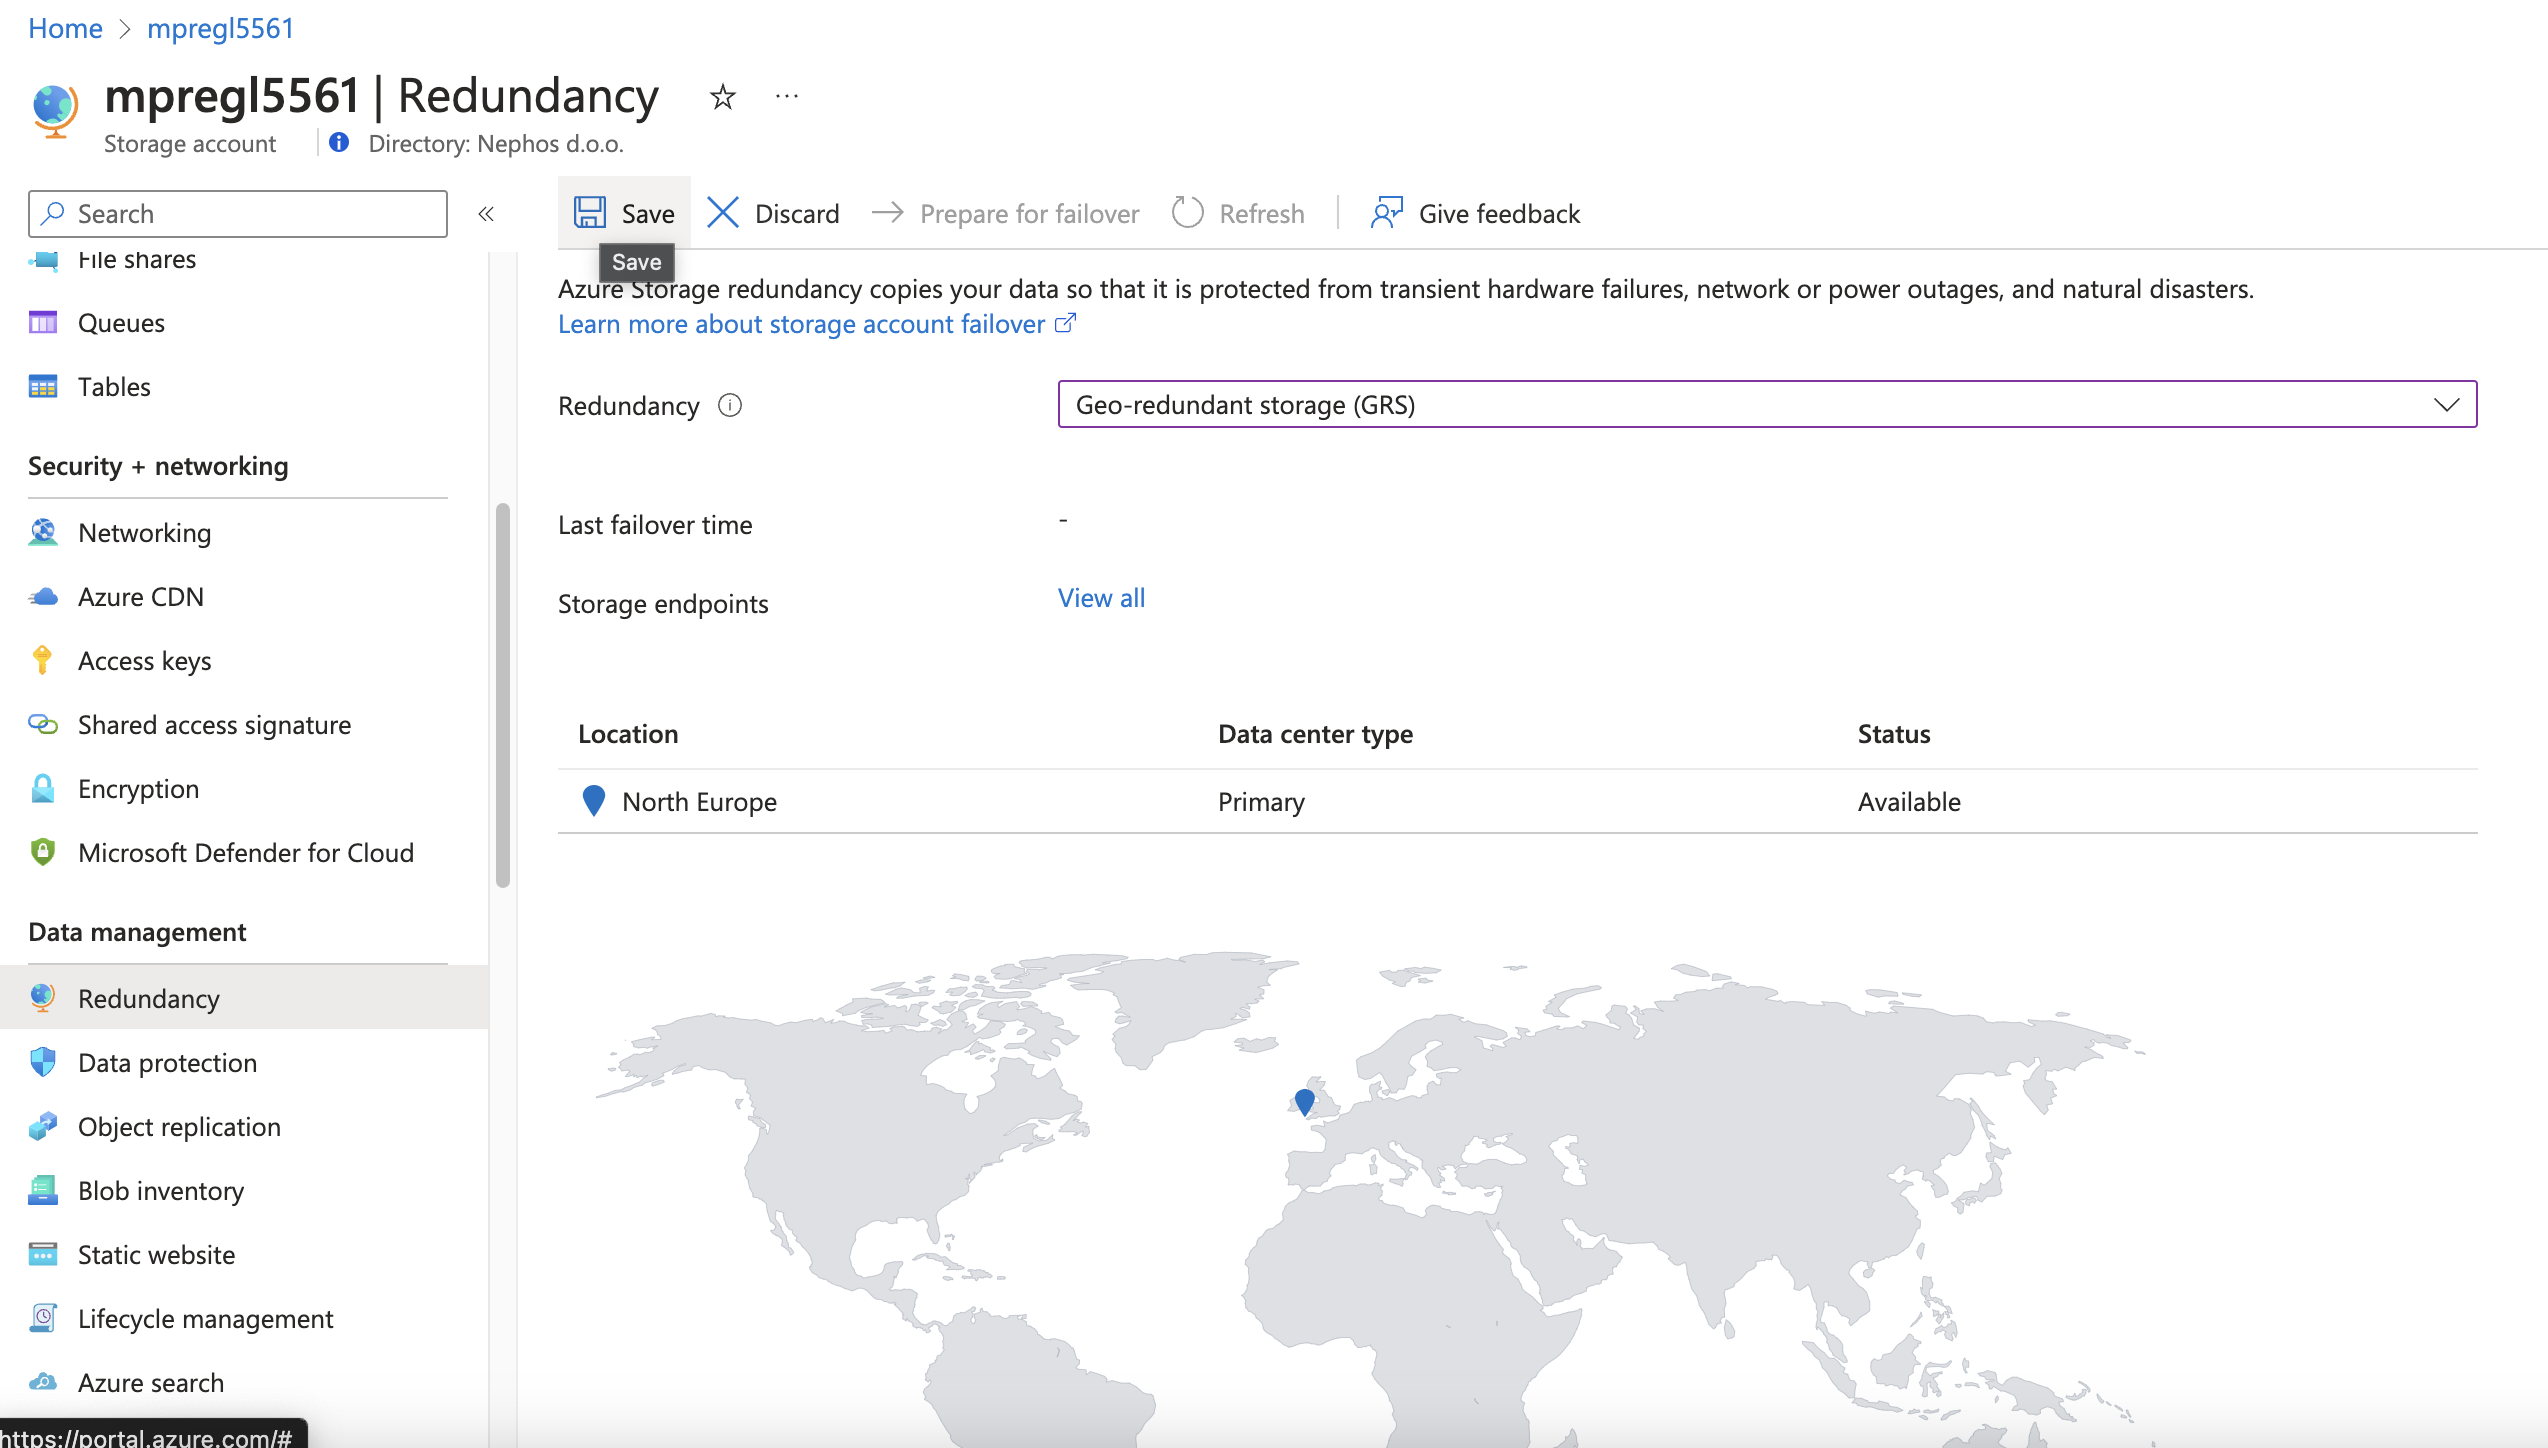 Home > mpregl5561
mpregl5561 | Redundancy
Storage account
Directory: Nephos d.o.o.
Search
File shares
Queues
Tables
Security + networking
Networking
Azure CDN
Access keys
Shared access signature
Encryption
Microsoft Defender for Cloud
Data management
Redundancy
Data protection
Object replication
Blob inventory
Static website
Lifecycle management
Azure search
https://portal.azure.com/#
Save
Discard
Prepare for failover
Refresh
Give feedback
Save
Azure Storage redundancy copies your data so that it is protected from transient hardware failures, network or power outages, and natural disasters.
Learn more about storage account failover
Redundancy
Geo-redundant storage (GRS)
Last failover time
-
Storage endpoints
View all
Location Data center type Status
North Europe Primary Available